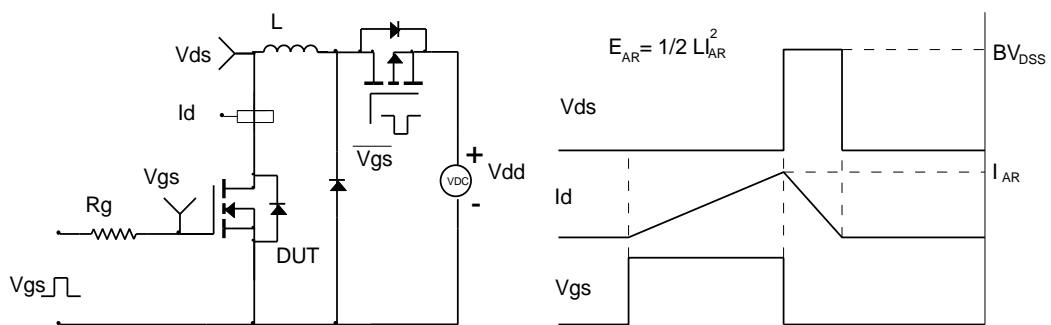 L
Vds
Id
Vgs
Vgs
Rg
DUT
Vgs
+
VDC
Vdd
-
E_AR = 1/2 LI_AR^2
BV_DSS
Vds
I_AR
Id
Vgs